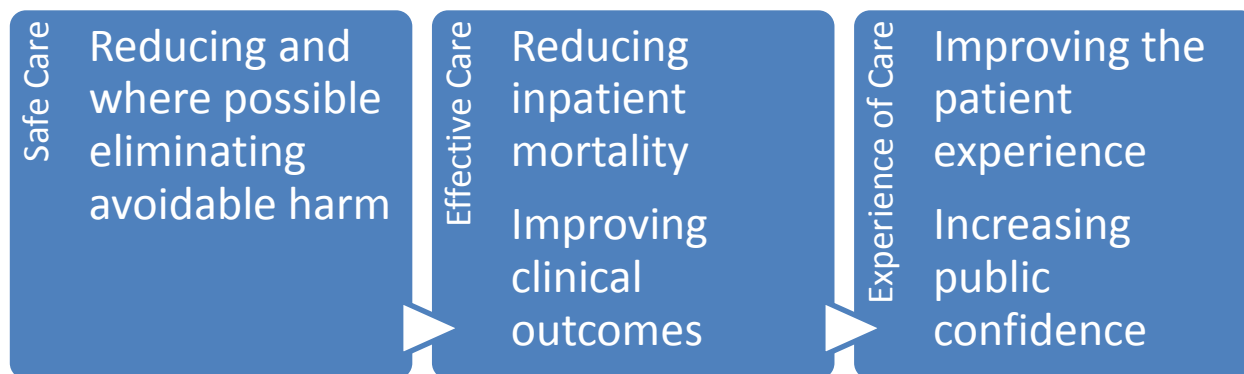 Safe Care
Reducing and
where possible
eliminating
avoidable harm
Effective Care
Reducing
inpatient
mortality
Improving
clinical
outcomes
Experience of Care
Improving the
patient
experience
Increasing
public
confidence